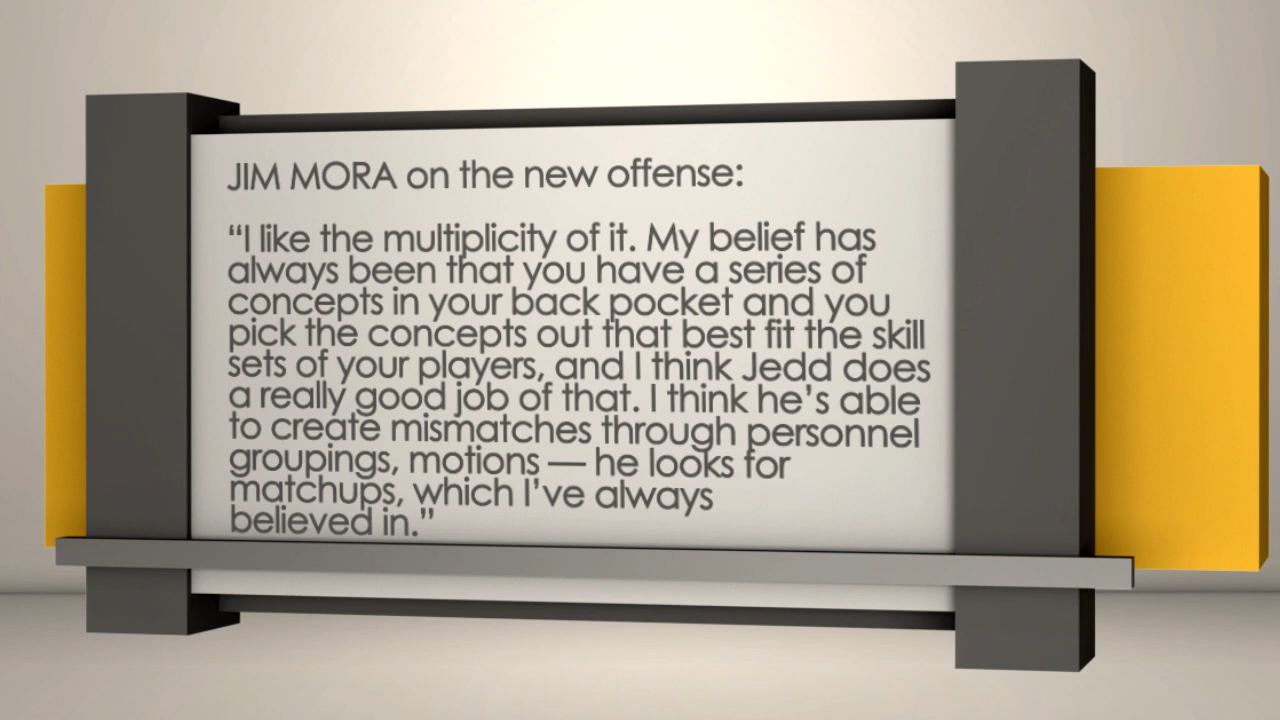 JIM MORA on the new offense:
“I like the multiplicity of it. My belief has
always been that you have a series of
concepts in your back pocket and you
pick the concepts out that best fit the skill
sets of your players, and I think Jedd does
a really good job of that. I think he’s able
to create mismatches through personnel
groupings, motions — he looks for
matchups, which I’ve always
believed in.”